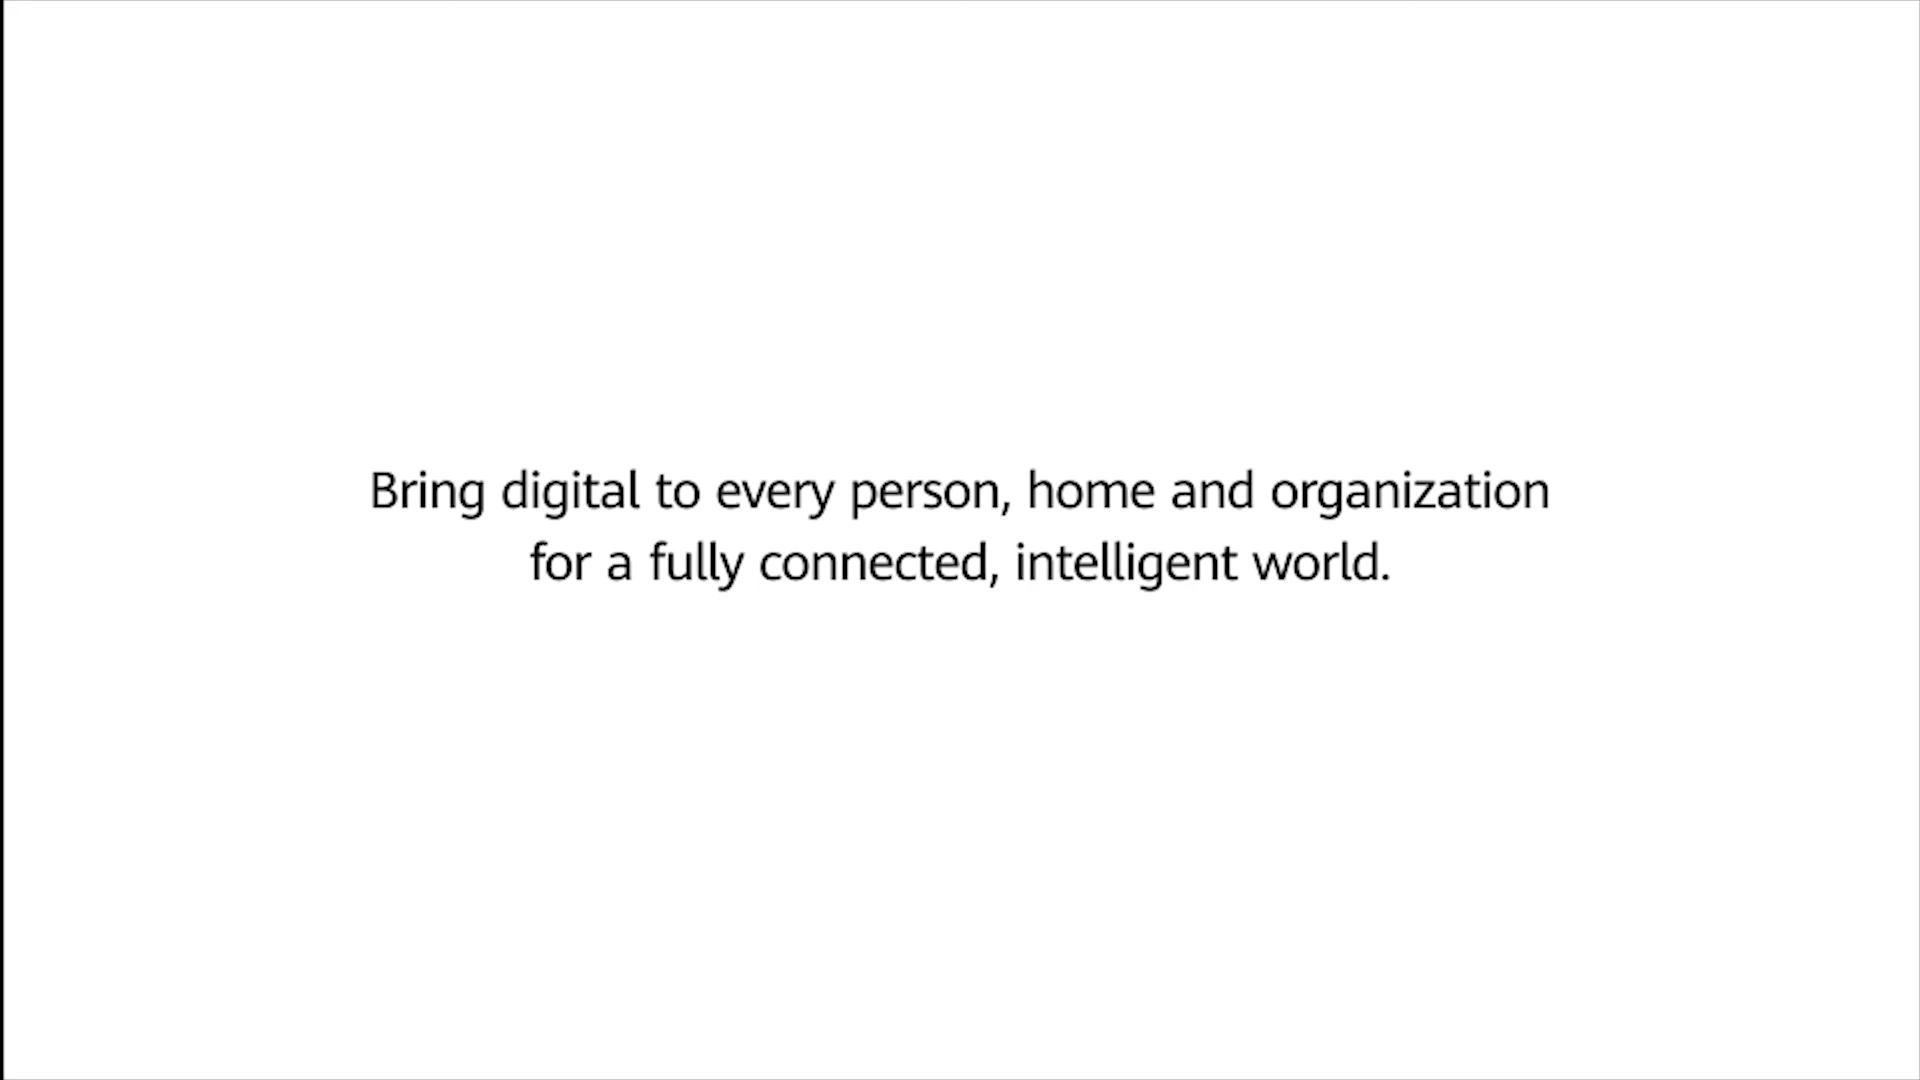 Bring digital to every person, home and organization
for a fully connected, intelligent world.